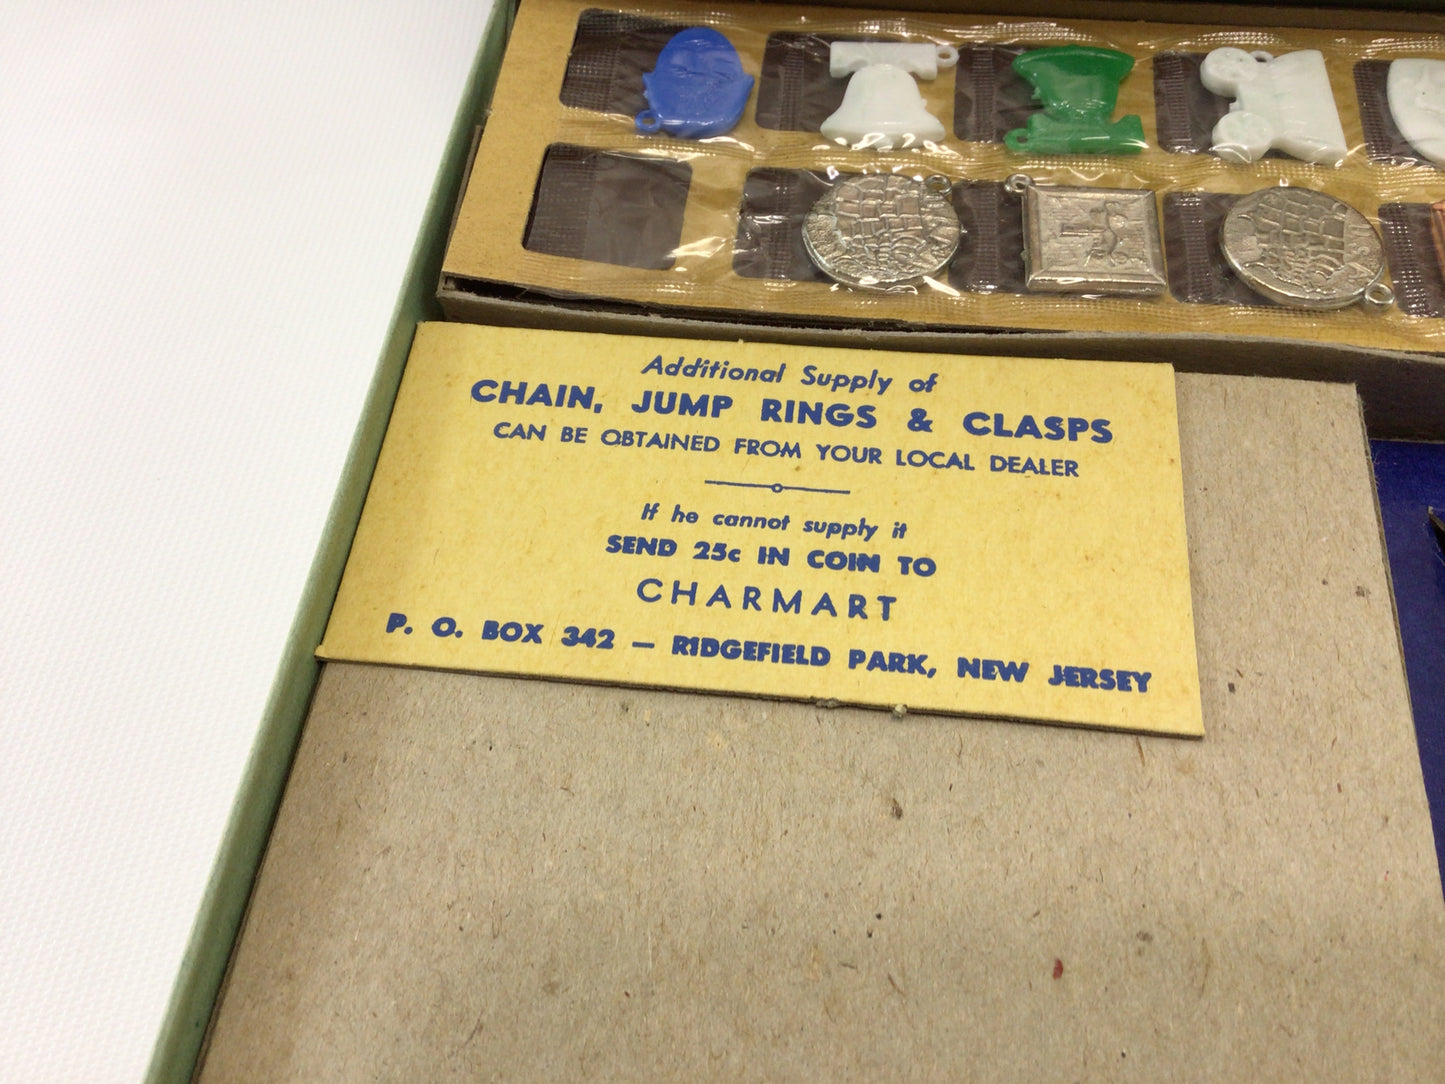 Additional Supply of
CHAIN, JUMP RINGS & CLASPS
CAN BE OBTAINED FROM YOUR LOCAL DEALER
If he cannot supply it
SEND 25c IN COIN TO
CHARMART
P. O. BOX 342 — RIDGEFIELD PARK, NEW JERSEY